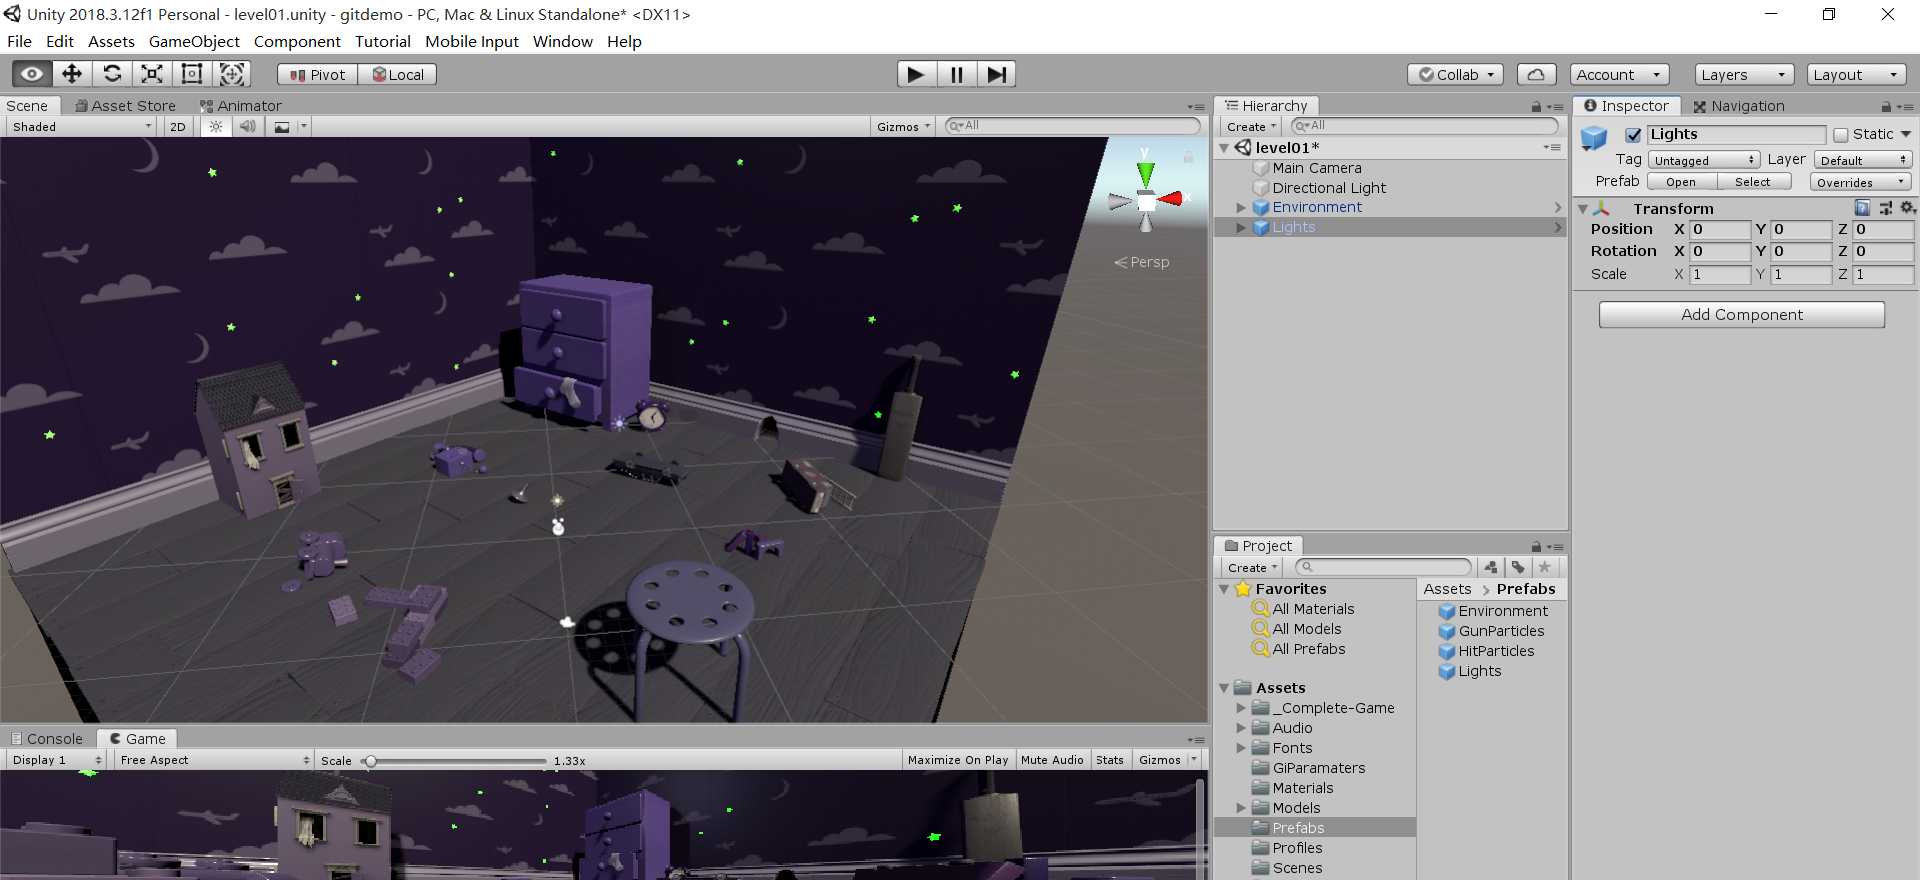 Unity 2018.3.12f1 Personal - level01.unity - gitdemo - PC, Mac & Linux Standalone* <DX11>
File Edit Assets GameObject Component Tutorial Mobile Input Window Help
Pivot Local Collab Account Layers Layout
Scene Asset Store Animator
Shaded 2D Gizmos All
y
x
Persp
Console Game
Display 1 Free Aspect Scale 1.33x Maximize On Play Mute Audio Stats Gizmos
Hierarchy
Create All
level01*
Main Camera
Directional Light
Environment
Lights
Project
Create
Favorites
All Materials
All Models
All Prefabs
Assets
_Complete-Game
Audio
Fonts
GiParamaters
Materials
Models
Prefabs
Profiles
Scenes
Assets > Prefabs
Environment
GunParticles
HitParticles
Lights
Inspector Navigation
Lights Static
Tag Untagged Layer Default
Prefab Open Select Overrides
Transform
Position X 0 Y 0 Z 0
Rotation X 0 Y 0 Z 0
Scale X 1 Y 1 Z 1
Add Component